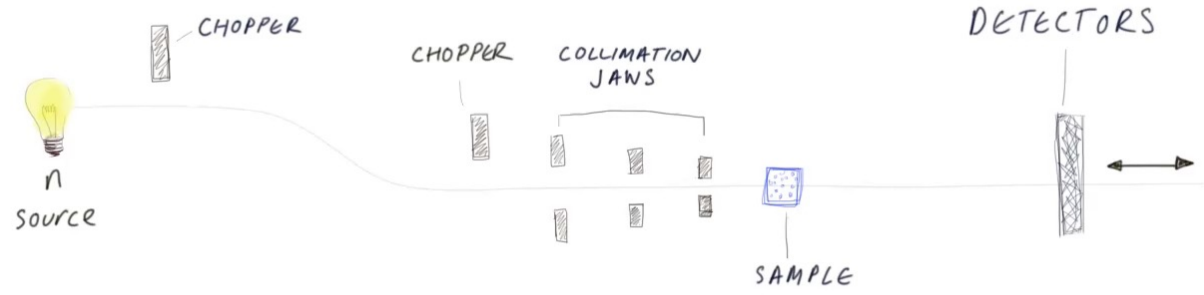 CHOPPER
DETECTORS
CHOPPER
COLLIMATION
JAWS
n
source
SAMPLE